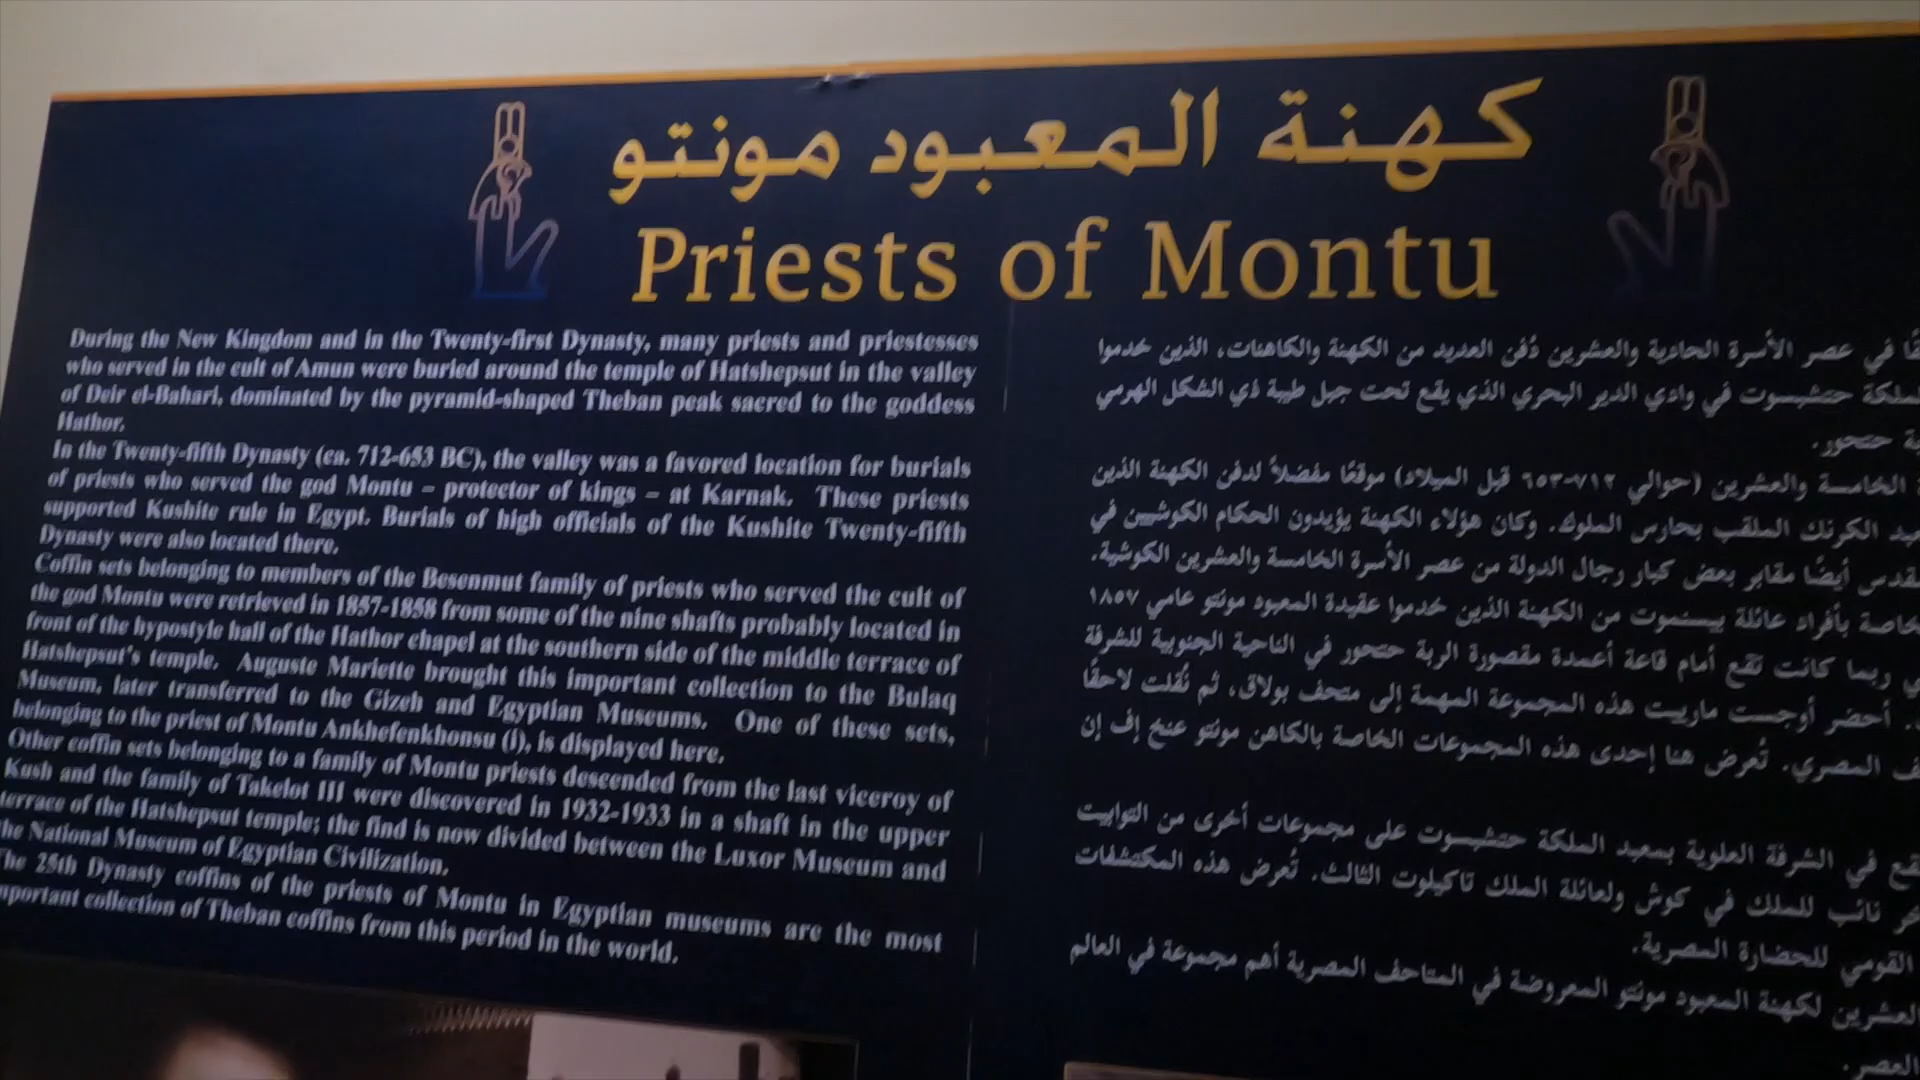 كهنة المعبود مونتو
Priests of Montu
During the New Kingdom and in the Twenty-first Dynasty, many priests and priestesses
who served in the cult of Amun were buried around the temple of Hatshepsut in the valley
of Deir el-Bahari, dominated by the pyramid-shaped Theban peak sacred to the goddess
Hathor.
In the Twenty-fifth Dynasty (ca. 712-653 BC), the valley was a favored location for burials
of priests who served the god Montu – protector of kings – at Karnak. These priests
supported Kushite rule in Egypt. Burials of high officials of the Kushite Twenty-fifth
Dynasty were also located there.
Coffin sets belonging to members of the Besenmut family of priests who served the cult of
the god Montu were retrieved in 1857-1858 from some of the nine shafts probably located in
front of the hypostyle hall of the Hathor chapel at the southern side of the middle terrace of
Hatshepsut's temple. Auguste Mariette brought this important collection to the Bulaq
Museum, later transferred to the Gizeh and Egyptian Museums. One of these sets,
belonging to the priest of Montu Ankhefenkhonsu (i), is displayed here.
Other coffin sets belonging to a family of Montu priests descended from the last viceroy of
Kush and the family of Takelot III were discovered in 1932-1933 in a shaft in the upper
terrace of the Hatshepsut temple; the find is now divided between the Luxor Museum and
the National Museum of Egyptian Civilization.
The 25th Dynasty coffins of the priests of Montu in Egyptian museums are the most
mportant collection of Theban coffins from this period in the world.
في عصر الأسرة الحادية والعشرين دُفن العديد من الكهنة والكاهنات، الذين خدموا
حتشبسوت في وادي الدير البحري الذي يقع تحت جبل طيبة ذي الشكل الهرمي
حتحور.
الخامسة والعشرين (حوالي ٧١٢-٦٥٣ قبل الميلاد) موقعًا مفضلاً لدفن الكهنة الذين
الكرنك الملقب بحارس الملوك. وكان هؤلاء الكهنة يؤيدون الحكام الكوشيين في
أيضًا مقابر بعض كبار رجال الدولة من عصر الأسرة الخامسة والعشرين الكوشية.
بأفراد عائلة بيسنموت من الكهنة الذين خدموا عقيدة المعبود مونتو عامي ١٨٥٧
ربما كانت تقع أمام قاعة أعمدة مقصورة الربة حتحور في الناحية الجنوبية للشرفة
أحضر أوجست مارييت هذه المجموعة المهمة إلى متحف بولاق، ثم نُقلت لاحقًا
المصري. تُعرض هنا إحدى هذه المجموعات الخاصة بالكاهن مونتو عنخ إف إن
تقع في الشرفة العلوية بمعبد الملكة حتشبسوت على مجموعات أخرى من التوابيت
نائب للملك في كوش ولعائلة الملك تاكيلوت الثالث. تُعرض هذه المكتشفات
القومي للحضارة المصرية.
العشرين لكهنة المعبود مونتو المعروضة في المتاحف المصرية أهم مجموعة في العالم
العصر.